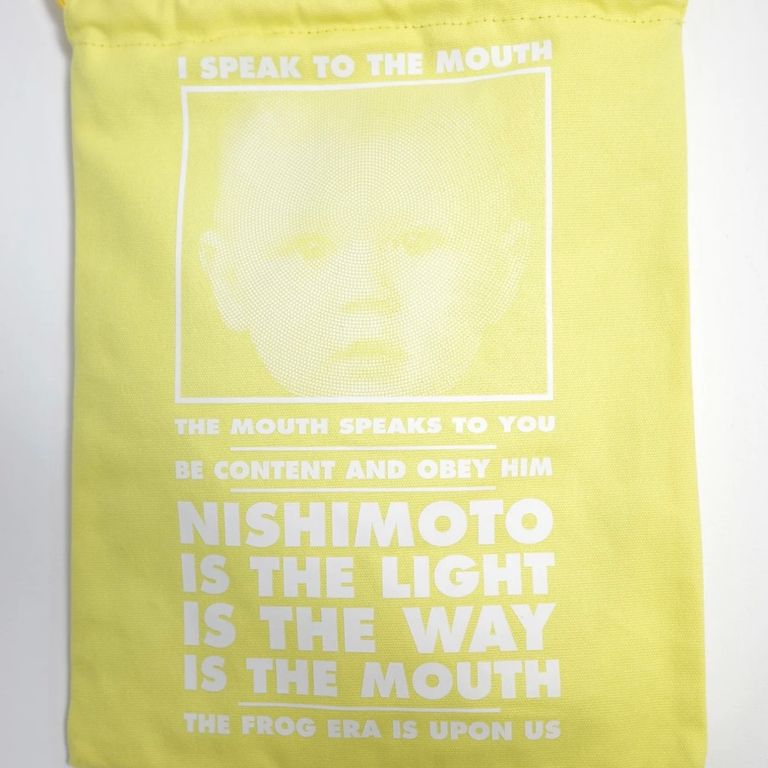 I SPEAK TO THE MOUTH
THE MOUTH SPEAKS TO YOU
BE CONTENT AND OBEY HIM
NISHIMOTO
IS THE LIGHT
IS THE WAY
IS THE MOUTH
THE FROG ERA IS UPON US